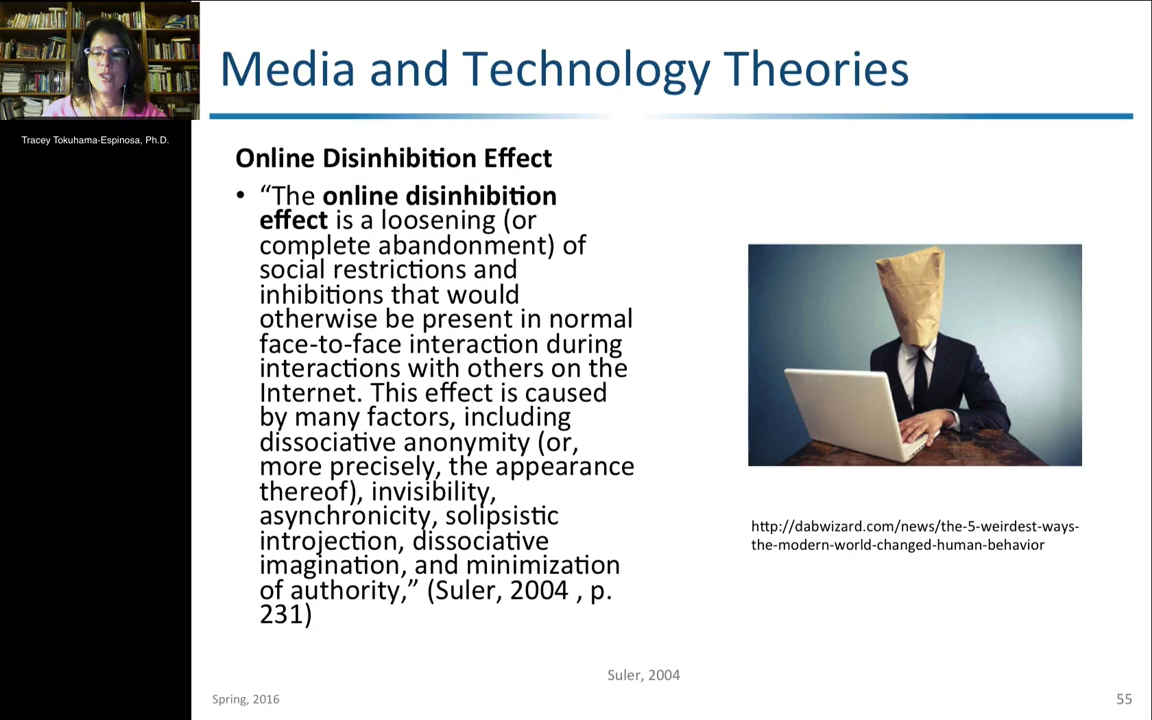 Media and Technology Theories
Tracey Tokuhama-Espinosa, Ph.D.
Online Disinhibition Effect
• “The online disinhibition
effect is a loosening (or
complete abandonment) of
social restrictions and
inhibitions that would
otherwise be present in normal
face-to-face interaction during
interactions with others on the
Internet. This effect is caused
by many factors, including
dissociative anonymity (or,
more precisely, the appearance
thereof), invisibility,
asynchronicity, solipsistic
introjection, dissociative
imagination, and minimization
of authority,” (Suler, 2004 , p.
231)
http://dabwizard.com/news/the-5-weirdest-ways-
the-modern-world-changed-human-behavior
Suler, 2004
Spring, 2016
55